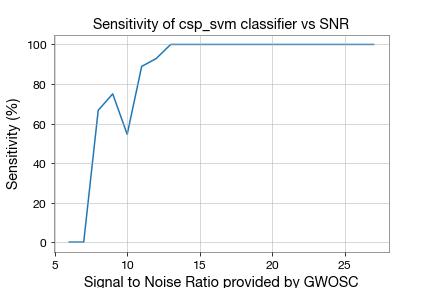 Sensitivity of csp_svm classifier vs SNR
100
80
60
40
20
0
Sensitivity (%)
5 10 15 20 25
Signal to Noise Ratio provided by GWOSC